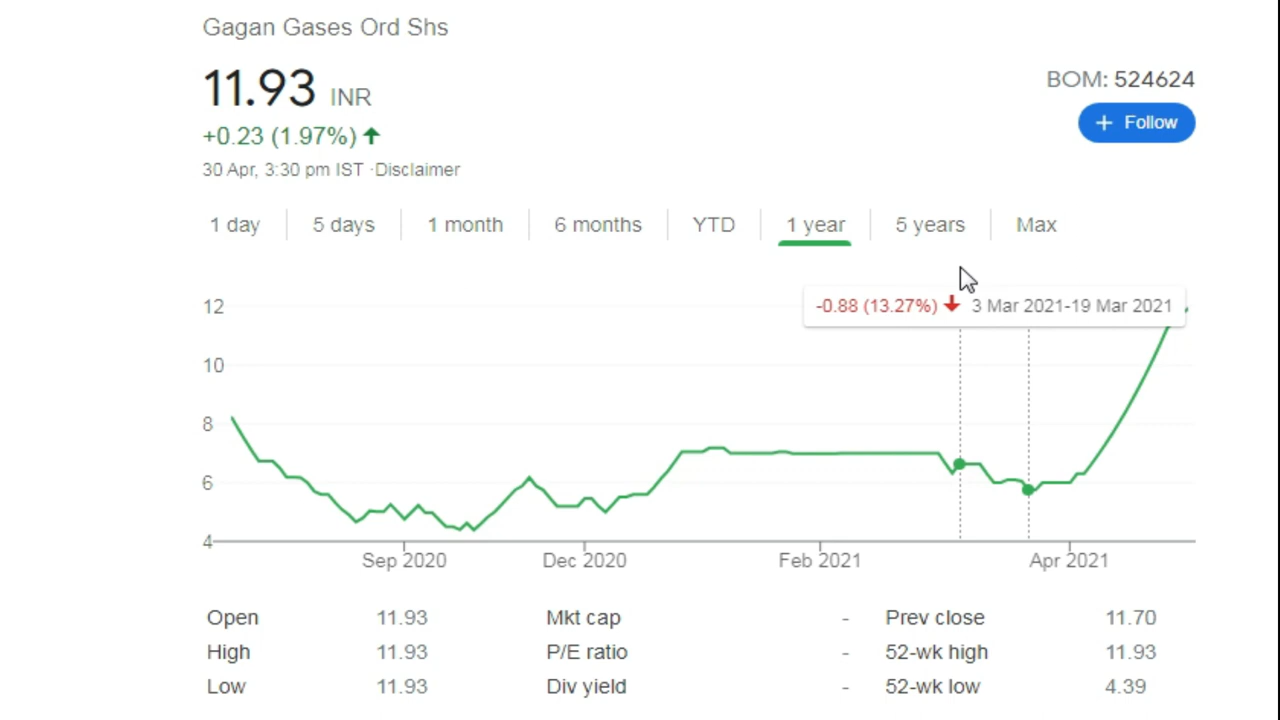 Gagan Gases Ord Shs
11.93 INR
BOM: 524624
+0.23 (1.97%) ↑
+ Follow
30 Apr, 3:30 pm IST ·Disclaimer
1 day 5 days 1 month 6 months YTD 1 year 5 years Max
-0.88 (13.27%) ↓ 3 Mar 2021-19 Mar 2021
12
10
8
6
4
Sep 2020 Dec 2020 Feb 2021 Apr 2021
Open 11.93 Mkt cap - Prev close 11.70
High 11.93 P/E ratio - 52-wk high 11.93
Low 11.93 Div yield - 52-wk low 4.39